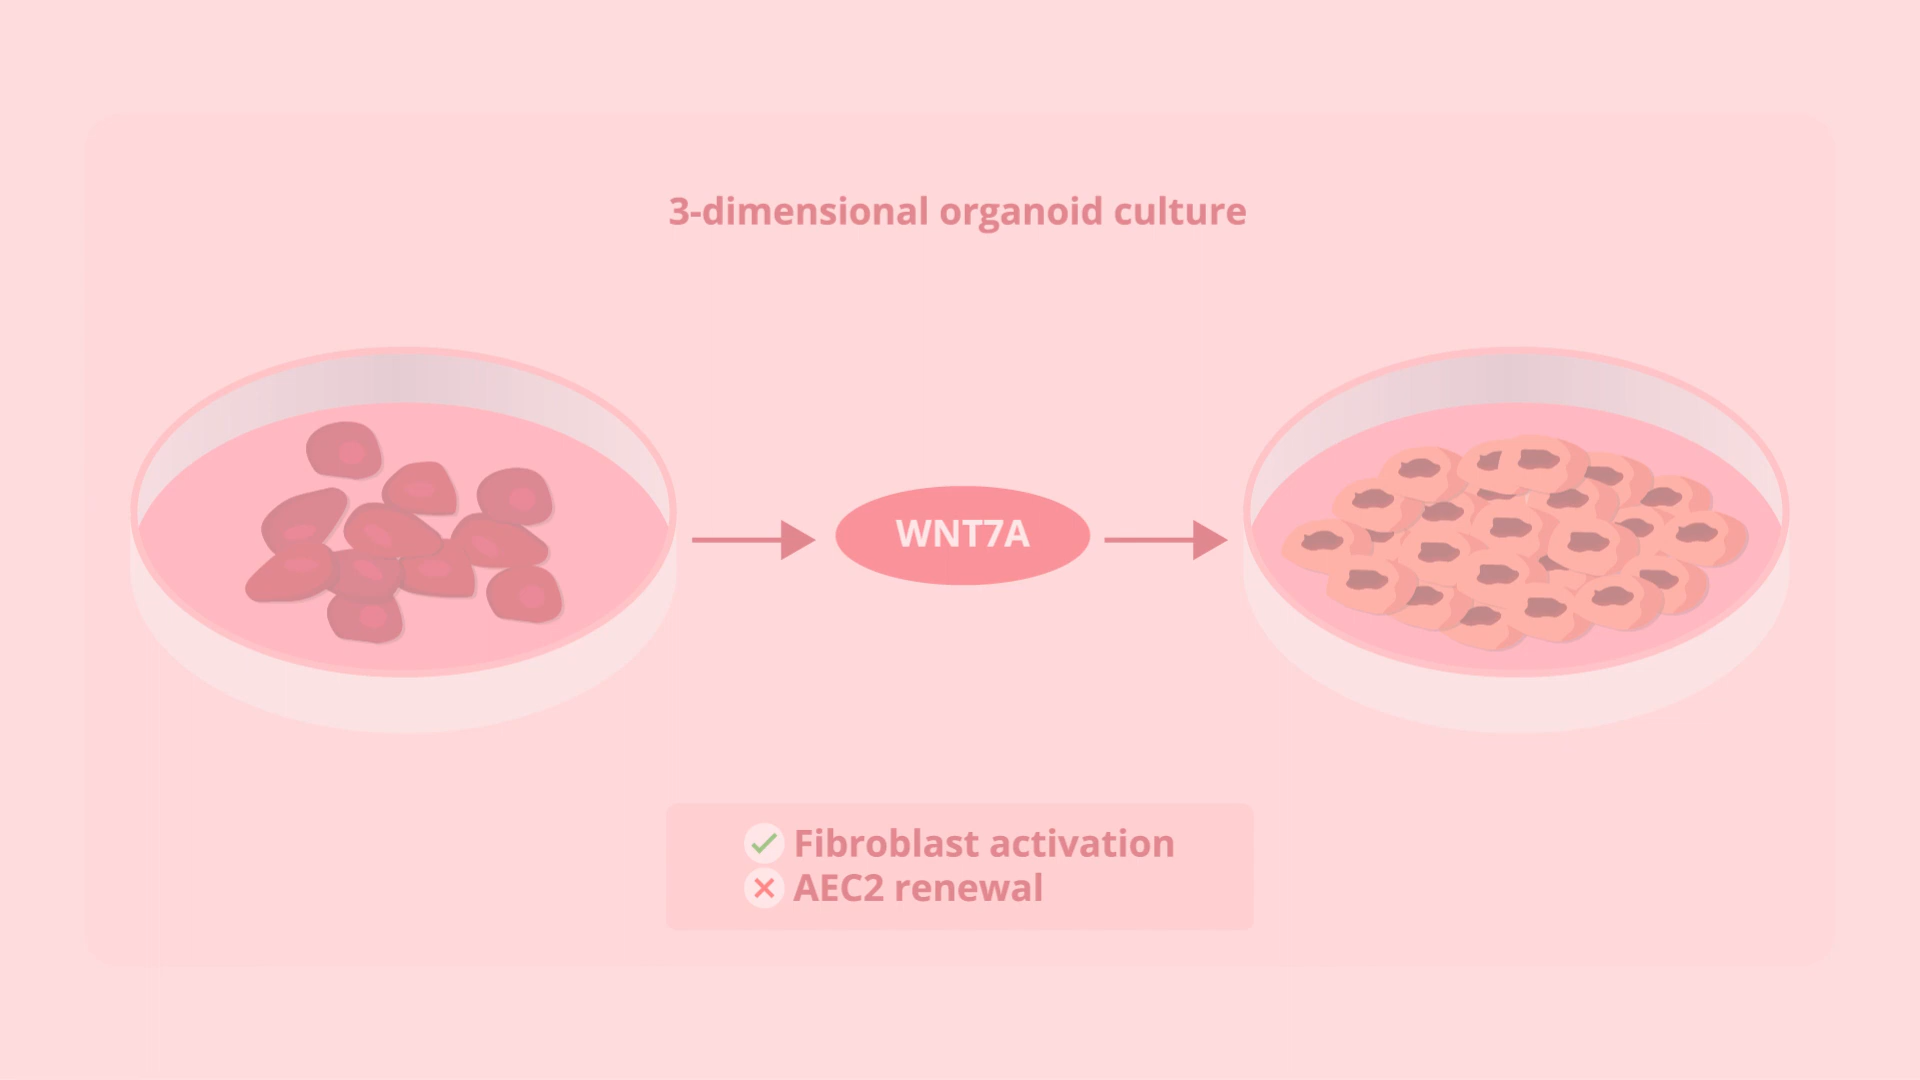 3-dimensional organoid culture
WNT7A
Fibroblast activation
AEC2 renewal